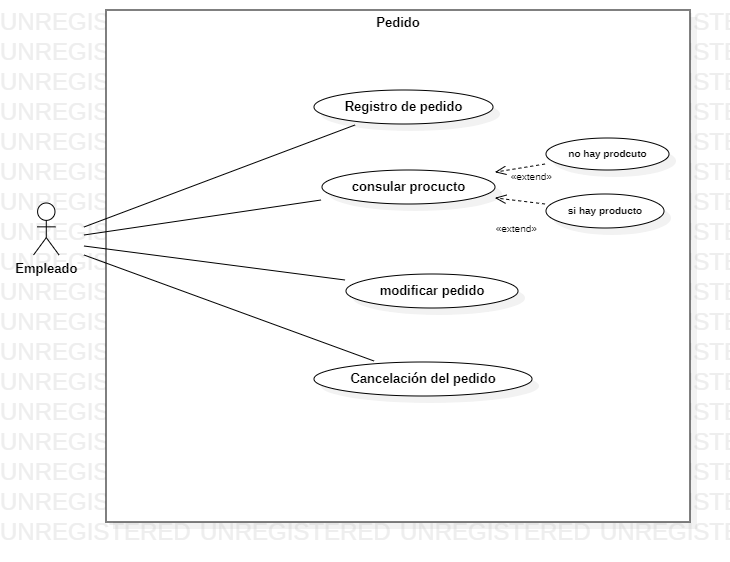 Pedido
Registro de pedido
no hay prodcuto
«extend»
consular procucto
si hay producto
«extend»
Empleado
modificar pedido
Cancelación del pedido
UNREGISTERED UNREGISTERED UNREGISTERED UNREGISTERED